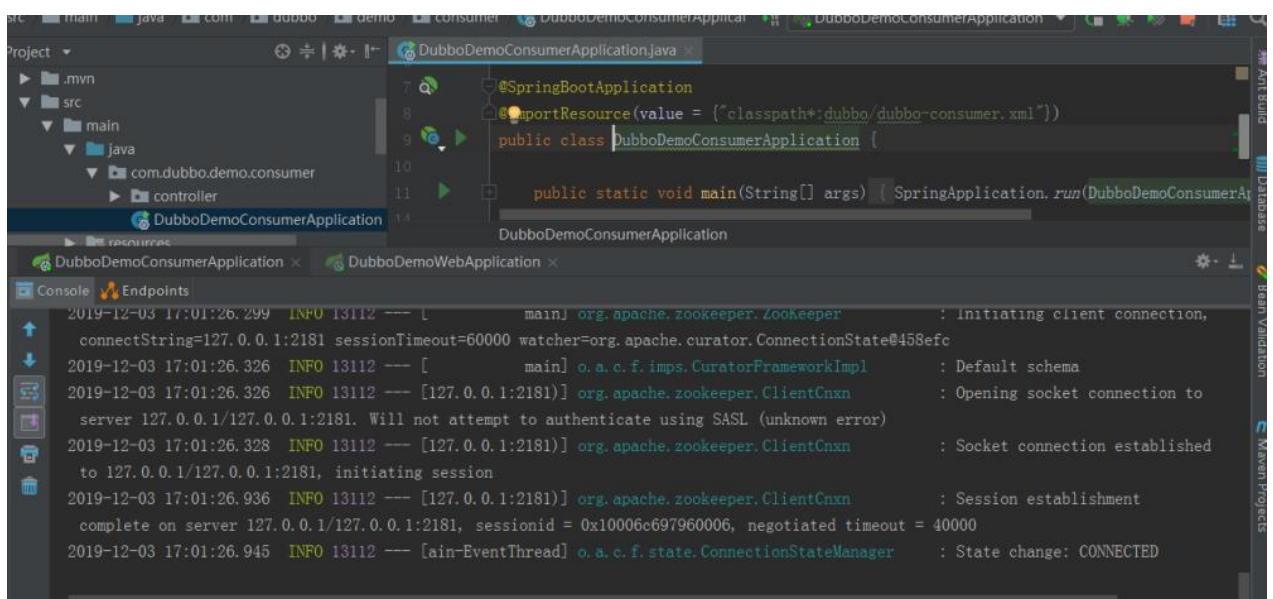 src main java com dubbo demo consumer DubboDemoConsumerApplicat DubboDemoConsumerApplication
Project
DubboDemoConsumerApplication.java
.mvn
src
main
java
com.dubbo.demo.consumer
controller
DubboDemoConsumerApplication
resources
7 @SpringBootApplication
8 @ImportResource(value = {"classpath*:dubbo/dubbo-consumer.xml"})
9 public class DubboDemoConsumerApplication {
10
11 public static void main(String[] args) { SpringApplication.run(DubboDemoConsumerAp
14
DubboDemoConsumerApplication
DubboDemoConsumerApplication DubboDemoWebApplication
Console Endpoints
2019-12-03 17:01:26.299 INFO 13112 --- [ main] org.apache.zookeeper.ZooKeeper : Initiating client connection,
connectString=127.0.0.1:2181 sessionTimeout=60000 watcher=org.apache.curator.ConnectionState@458efc
2019-12-03 17:01:26.326 INFO 13112 --- [ main] o.a.c.f.imps.CuratorFrameworkImpl : Default schema
2019-12-03 17:01:26.326 INFO 13112 --- [127.0.0.1:2181)] org.apache.zookeeper.ClientCnxn : Opening socket connection to
server 127.0.0.1/127.0.0.1:2181. Will not attempt to authenticate using SASL (unknown error)
2019-12-03 17:01:26.328 INFO 13112 --- [127.0.0.1:2181)] org.apache.zookeeper.ClientCnxn : Socket connection established
to 127.0.0.1/127.0.0.1:2181, initiating session
2019-12-03 17:01:26.936 INFO 13112 --- [127.0.0.1:2181)] org.apache.zookeeper.ClientCnxn : Session establishment
complete on server 127.0.0.1/127.0.0.1:2181, sessionid = 0x10006c697960006, negotiated timeout = 40000
2019-12-03 17:01:26.945 INFO 13112 --- [ain-EventThread] o.a.c.f.state.ConnectionStateManager : State change: CONNECTED
Ant Build
Database
Bean Validation
Maven Projects